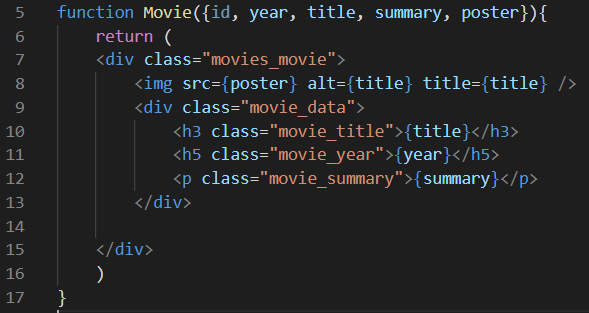 5 function Movie({id, year, title, summary, poster}){
6     return (
7     <div class="movies_movie">
8         <img src={poster} alt={title} title={title} />
9         <div class="movie_data">
10             <h3 class="movie_title">{title}</h3>
11             <h5 class="movie_year">{year}</h5>
12             <p class="movie_summary">{summary}</p>
13         </div>
14
15     </div>
16     )
17 }